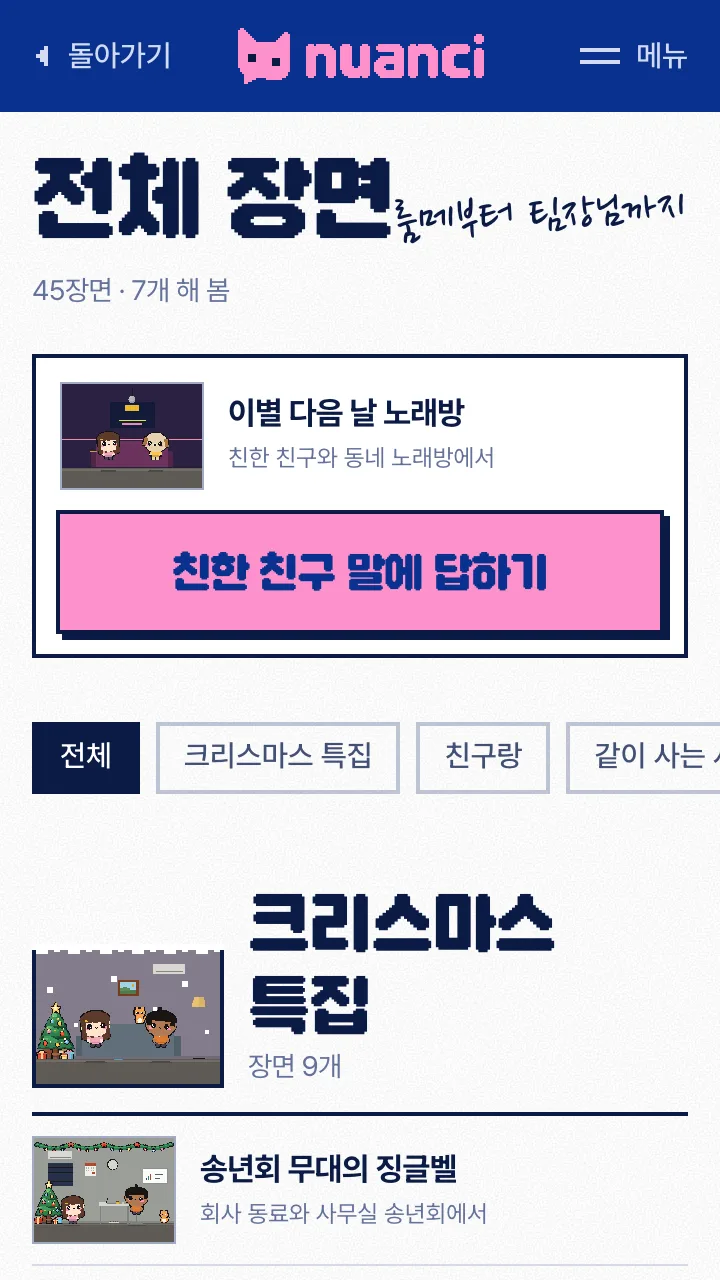 돌아가기
nuanci
메뉴
전체 장면
룸메부터 팀장님까지
45장면 · 7개 해 봄
이별 다음 날 노래방
친한 친구와 동네 노래방에서
친한 친구 말에 답하기
전체
크리스마스 특집
친구랑
같이 사는
크리스마스
특집
장면 9개
송년회 무대의 징글벨
회사 동료와 사무실 송년회에서